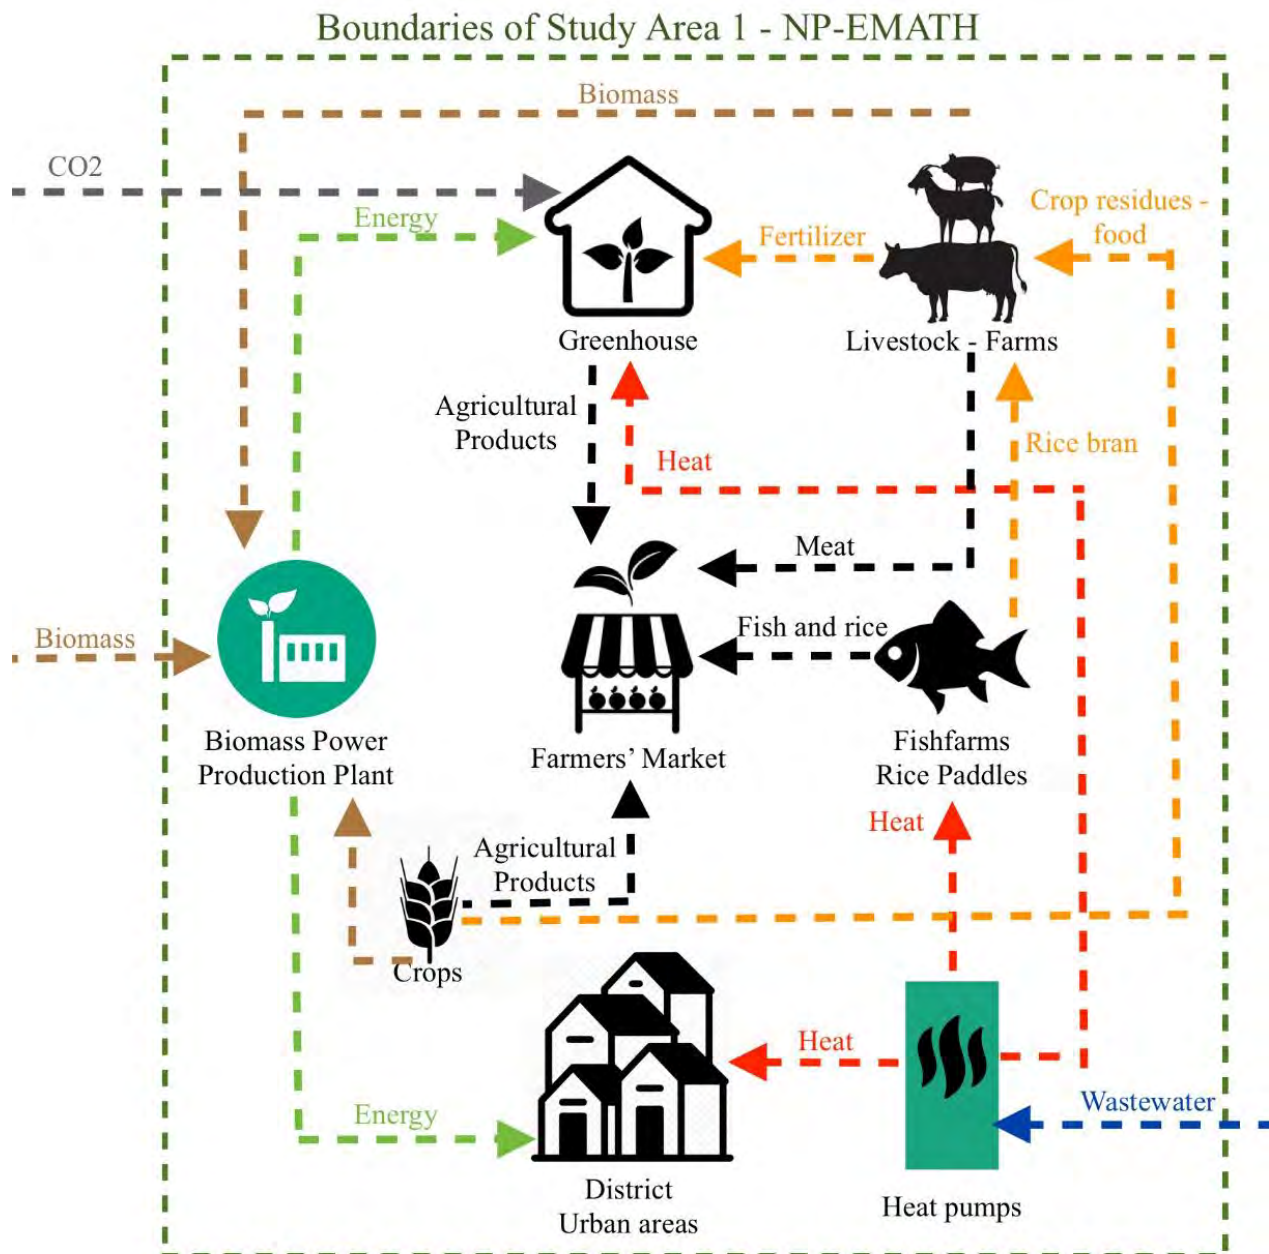 Boundaries of Study Area 1 - NP-EMATH
Biomass
CO2
Energy
Fertilizer
Crop residues -
food
Greenhouse
Livestock - Farms
Agricultural
Products
Heat
Rice bran
Meat
Biomass
Fish and rice
Biomass Power
Production Plant
Farmers’ Market
Fishfarms
Rice Paddles
Heat
Agricultural
Products
Crops
Heat
Energy
Wastewater
District
Urban areas
Heat pumps